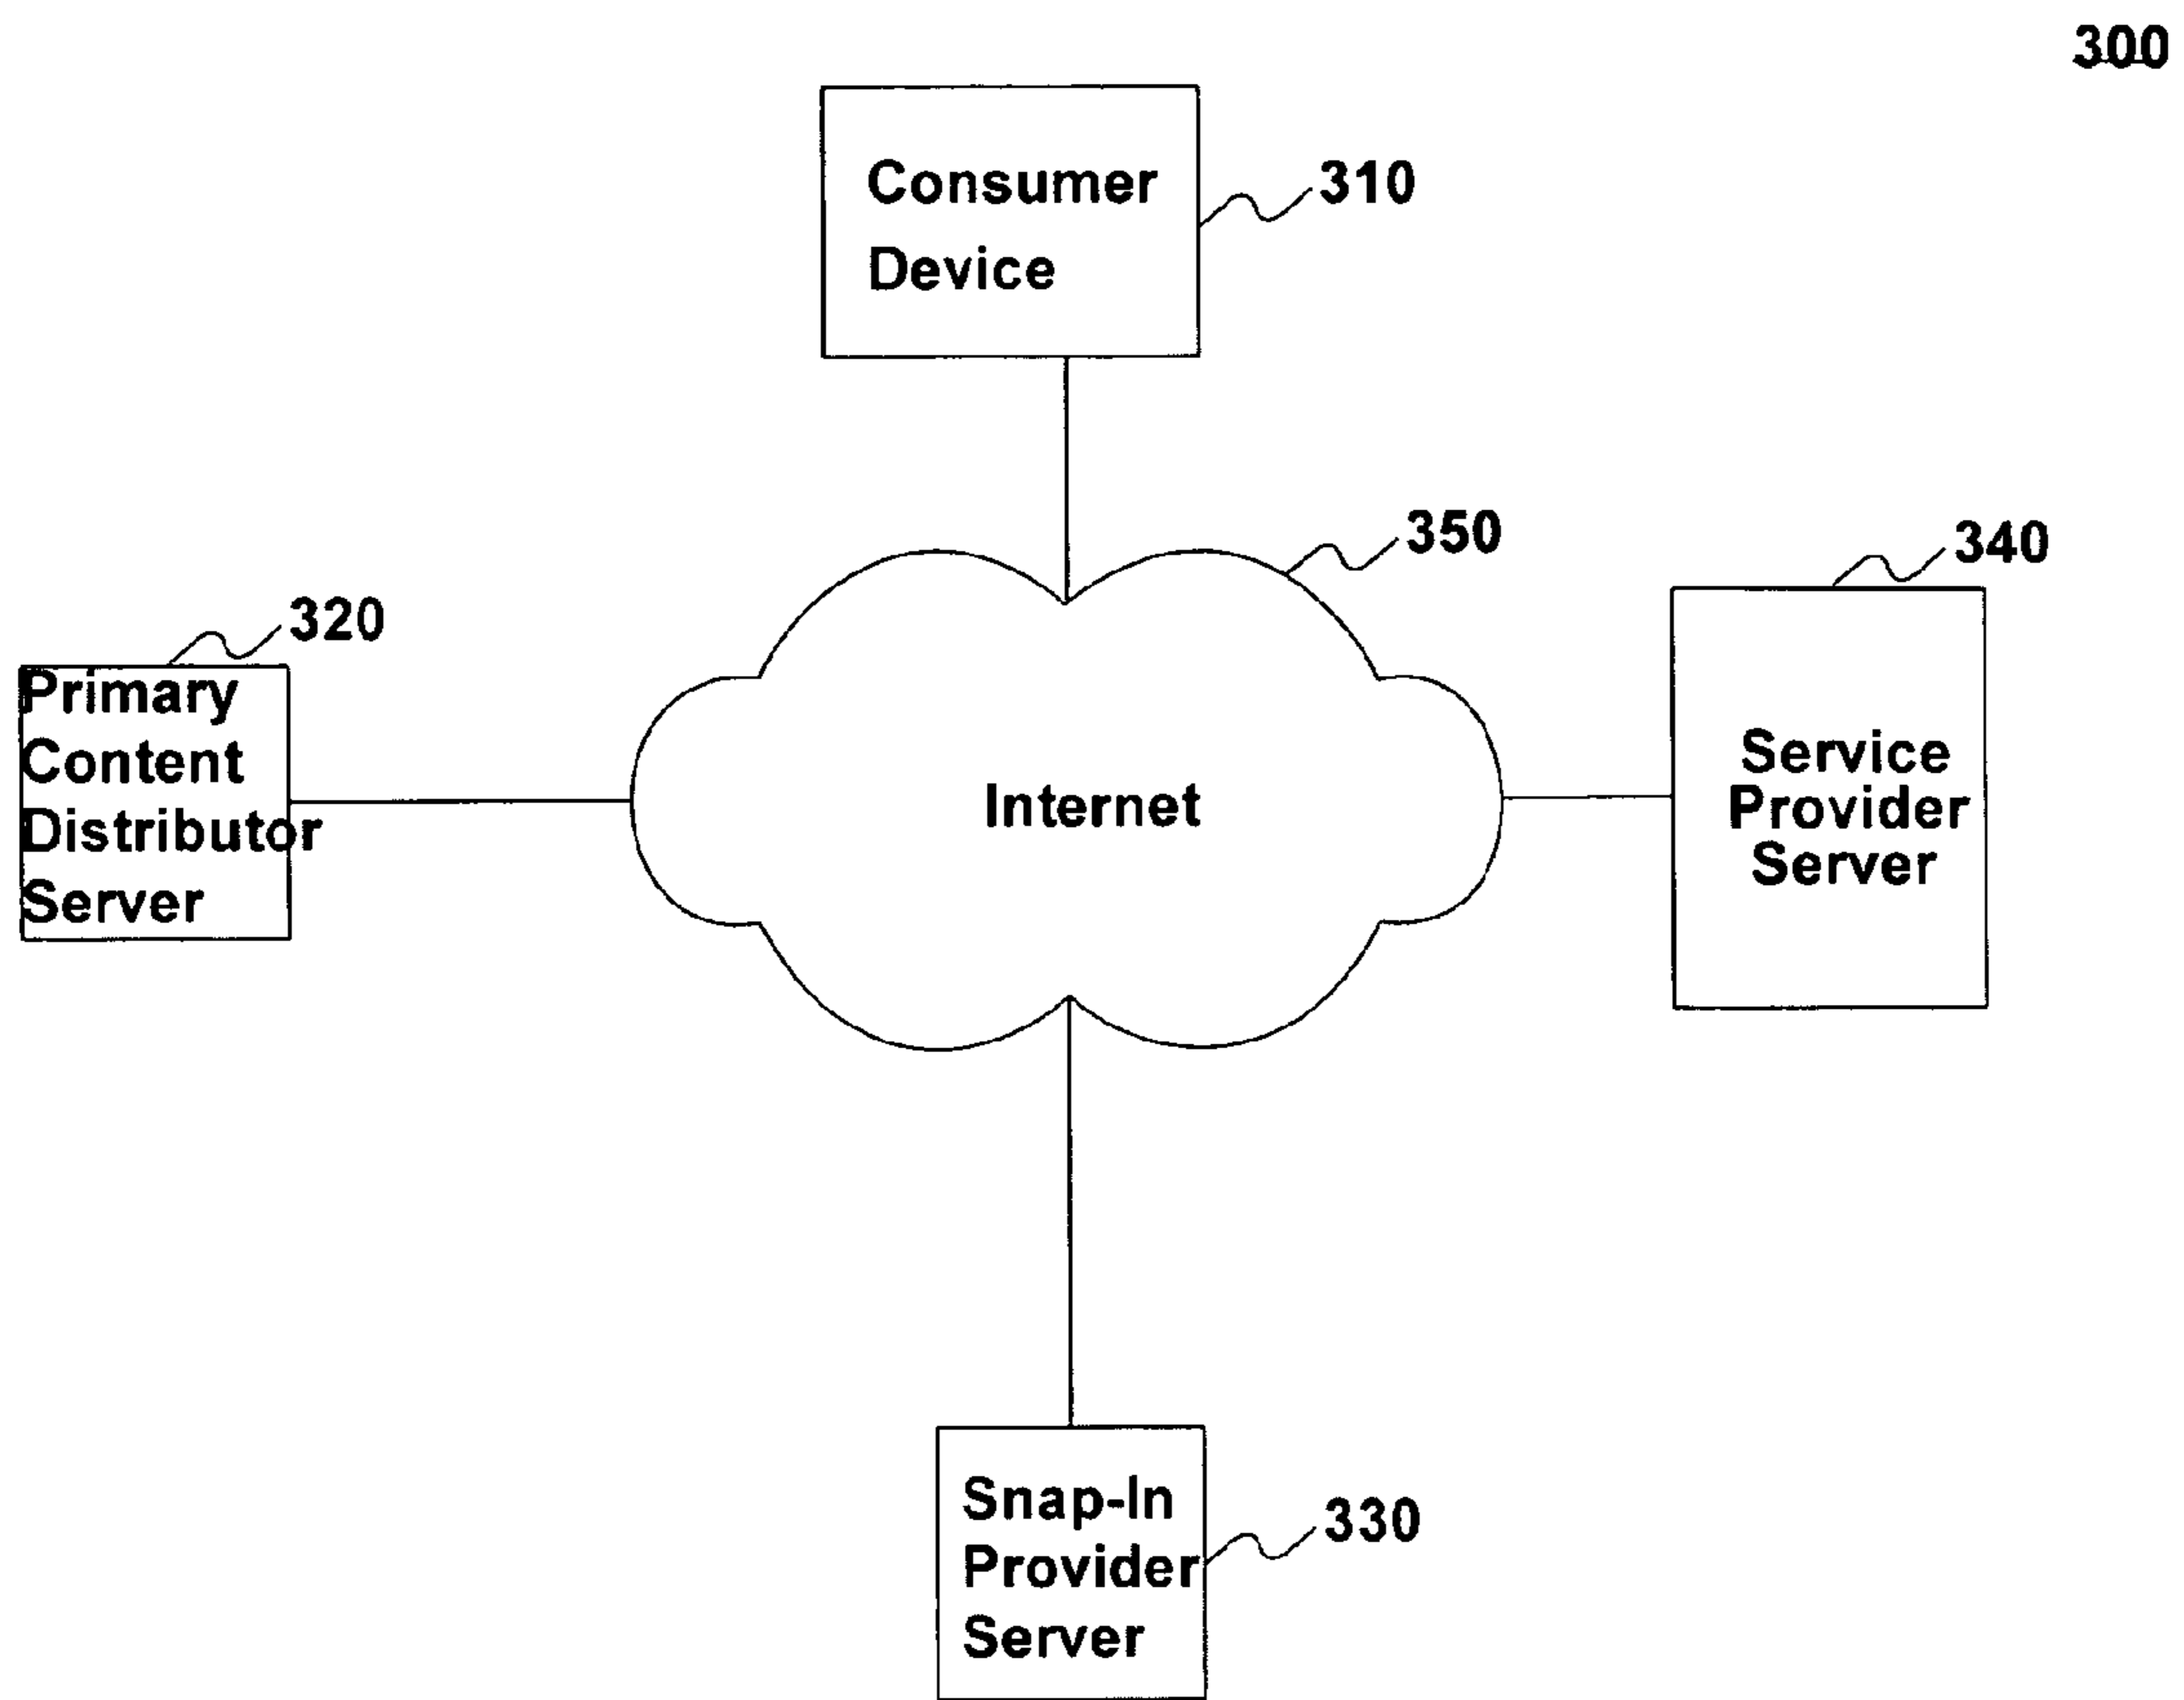 300
Consumer
Device
310
350
340
320
Primary
Content
Distributor
Server
Internet
Service
Provider
Server
Snap-In
Provider
Server
330